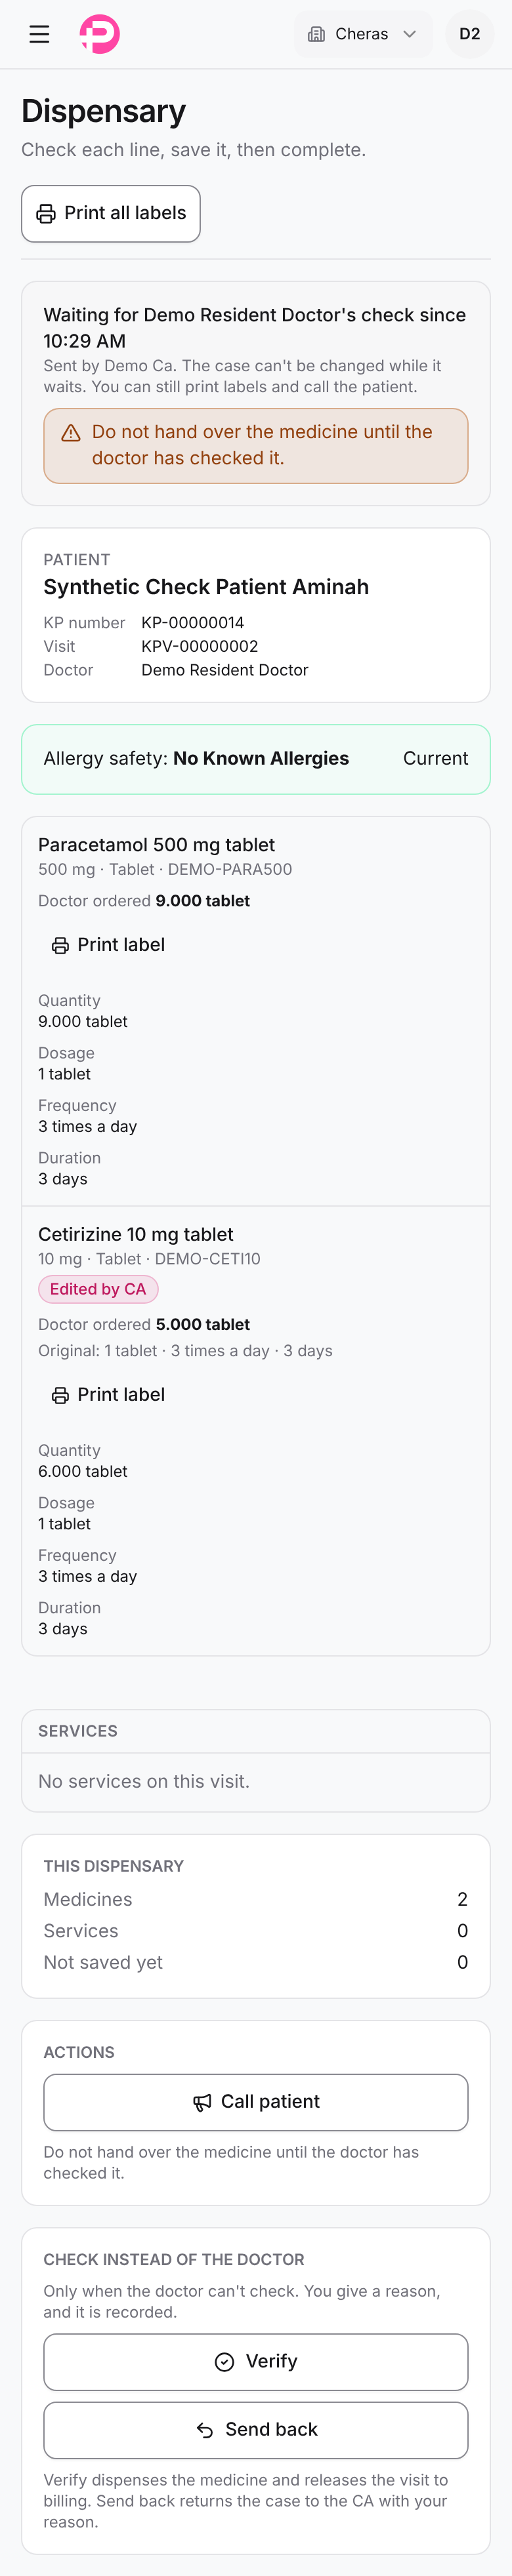 Cheras
D2
Dispensary
Check each line, save it, then complete.
Print all labels
Waiting for Demo Resident Doctor's check since
10:29 AM
Sent by Demo Ca. The case can't be changed while it
waits. You can still print labels and call the patient.
Do not hand over the medicine until the
doctor has checked it.
PATIENT
Synthetic Check Patient Aminah
KP number KP-00000014
Visit KPV-00000002
Doctor Demo Resident Doctor
Allergy safety: No Known Allergies Current
Paracetamol 500 mg tablet
500 mg · Tablet · DEMO-PARA500
Doctor ordered 9.000 tablet
Print label
Quantity
9.000 tablet
Dosage
1 tablet
Frequency
3 times a day
Duration
3 days
Cetirizine 10 mg tablet
10 mg · Tablet · DEMO-CETI10
Edited by CA
Doctor ordered 5.000 tablet
Original: 1 tablet · 3 times a day · 3 days
Print label
Quantity
6.000 tablet
Dosage
1 tablet
Frequency
3 times a day
Duration
3 days
SERVICES
No services on this visit.
THIS DISPENSARY
Medicines 2
Services 0
Not saved yet 0
ACTIONS
Call patient
Do not hand over the medicine until the doctor has
checked it.
CHECK INSTEAD OF THE DOCTOR
Only when the doctor can't check. You give a reason,
and it is recorded.
Verify
Send back
Verify dispenses the medicine and releases the visit to
billing. Send back returns the case to the CA with your
reason.